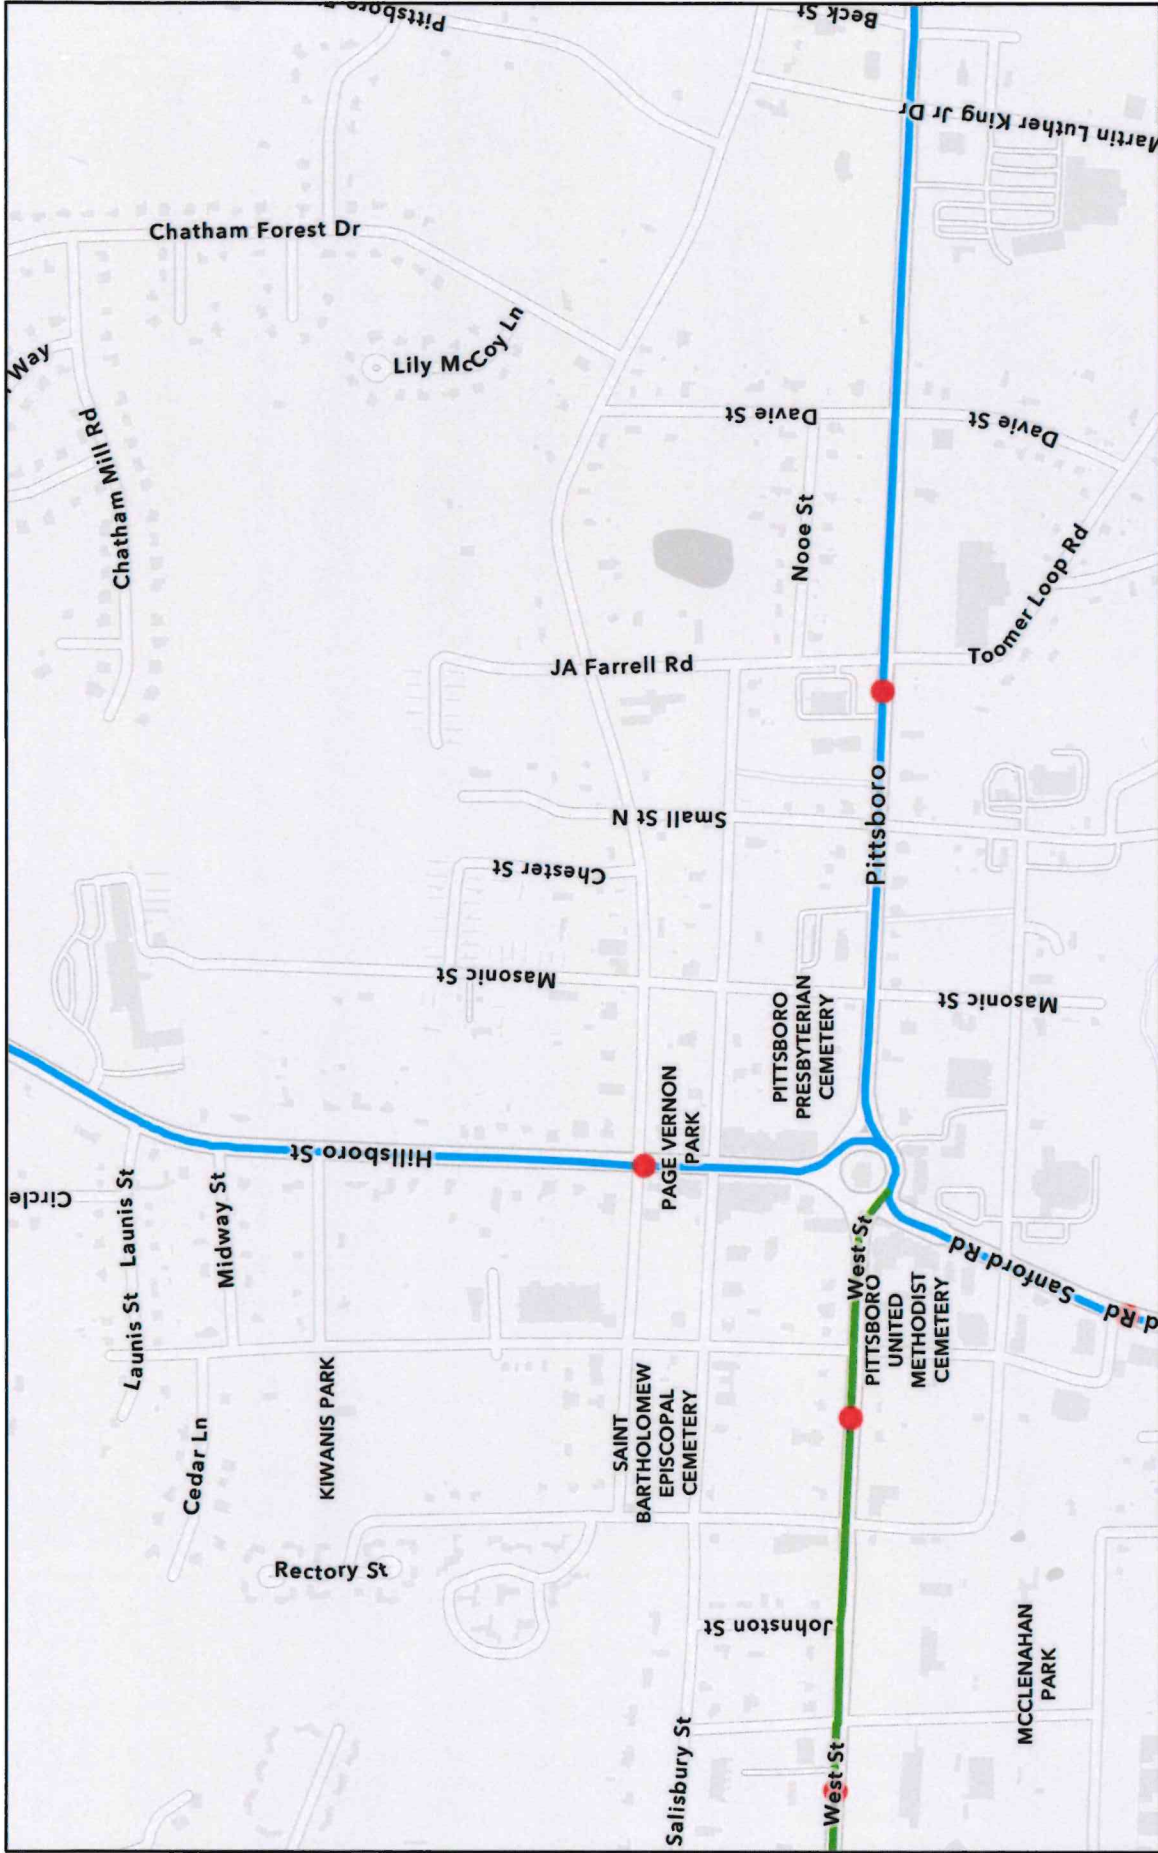 Pittsboro
Beck St
Martin Luther King Jr Dr
Chatham Forest Dr
Way
Lily McCoy Ln
Chatham Mill Rd
Davie St
Davie St
Nooe St
Toomer Loop Rd
JA Farrell Rd
Small St N
Pittsboro
Chester St
Masonic St
Masonic St
PITTSBORO
PRESBYTERIAN
CEMETERY
PAGE VERNON
PARK
Hillsboro St
Circle
Launis St
Midway St
Launis St
West St
Sanford Rd
d Rd
PITTSBORO
UNITED
METHODIST
CEMETERY
KIWANIS PARK
SAINT
BARTHOLOMEW
EPISCOPAL
CEMETERY
Cedar Ln
Rectory St
Johnston St
MCCLENAHAN
PARK
Salisbury St
West St